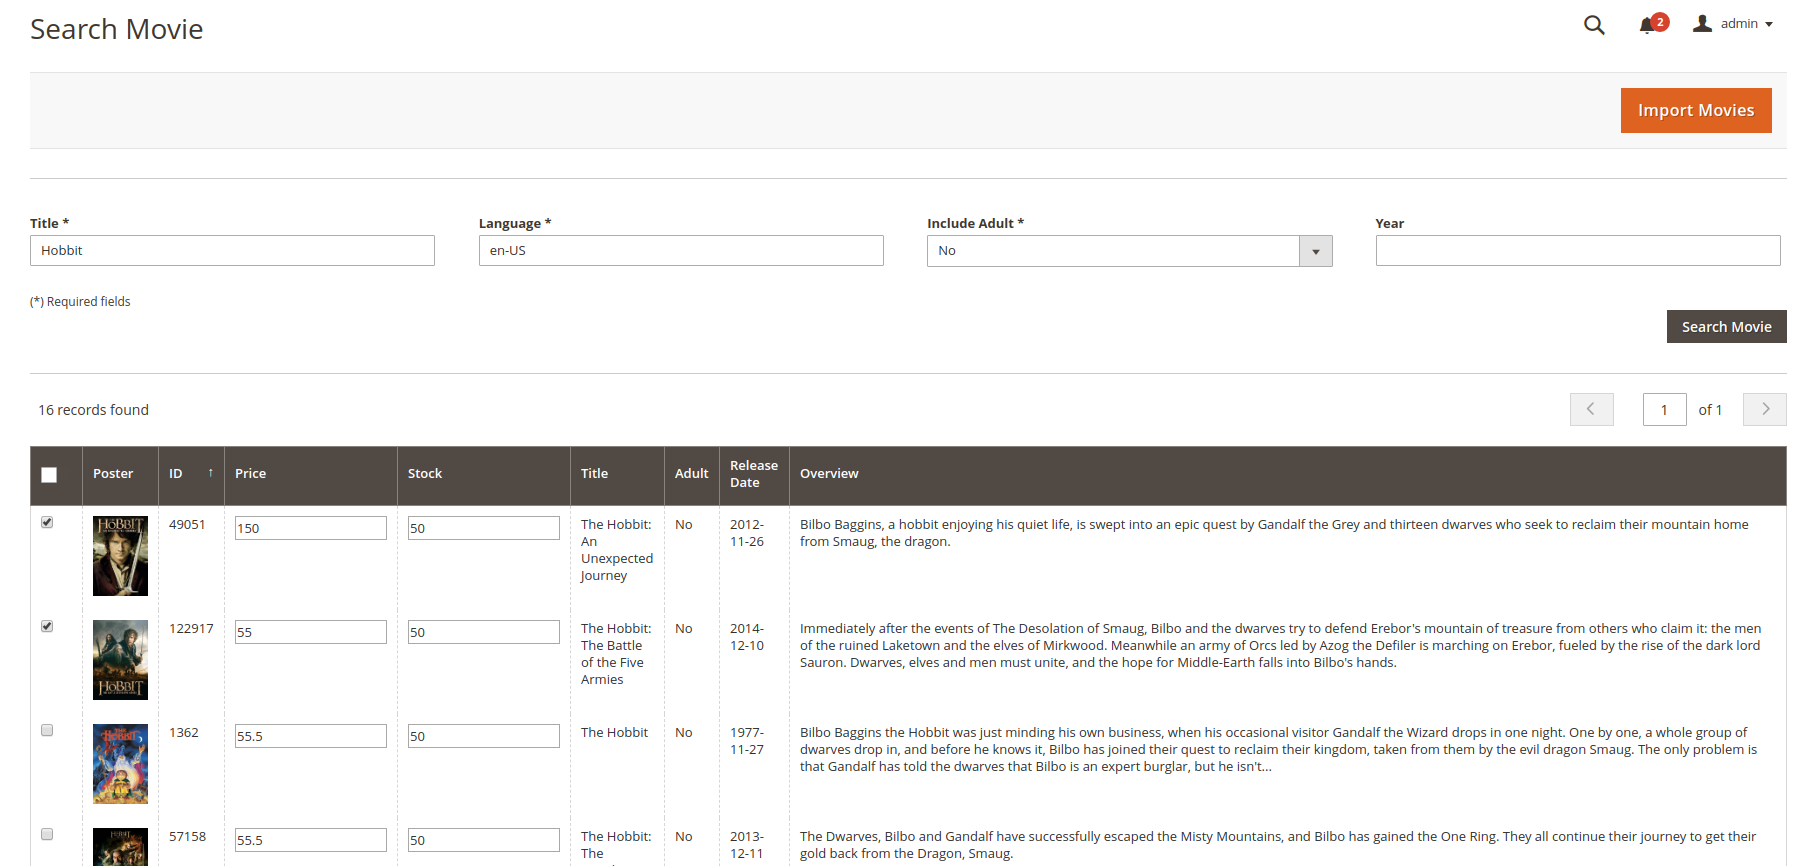 Search Movie
2
admin
Import Movies
Title *
Language *
Include Adult *
Year
Hobbit
en-US
No
(*) Required fields
Search Movie
16 records found
1
of 1
Poster
ID ↑
Price
Stock
Title
Adult
Release
Date
Overview
HOBBIT
49051
150
50
The Hobbit:
An
Unexpected
Journey
No
2012-
11-26
Bilbo Baggins, a hobbit enjoying his quiet life, is swept into an epic quest by Gandalf the Grey and thirteen dwarves who seek to reclaim their mountain home
from Smaug, the dragon.
HOBBIT
122917
55
50
The Hobbit:
The Battle
of the Five
Armies
No
2014-
12-10
Immediately after the events of The Desolation of Smaug, Bilbo and the dwarves try to defend Erebor's mountain of treasure from others who claim it: the men
of the ruined Laketown and the elves of Mirkwood. Meanwhile an army of Orcs led by Azog the Defiler is marching on Erebor, fueled by the rise of the dark lord
Sauron. Dwarves, elves and men must unite, and the hope for Middle-Earth falls into Bilbo's hands.
1362
55.5
50
The Hobbit
No
1977-
11-27
Bilbo Baggins the Hobbit was just minding his own business, when his occasional visitor Gandalf the Wizard drops in one night. One by one, a whole group of
dwarves drop in, and before he knows it, Bilbo has joined their quest to reclaim their kingdom, taken from them by the evil dragon Smaug. The only problem is
that Gandalf has told the dwarves that Bilbo is an expert burglar, but he isn't...
HOBBIT
57158
55.5
50
The Hobbit:
The
No
2013-
12-11
The Dwarves, Bilbo and Gandalf have successfully escaped the Misty Mountains, and Bilbo has gained the One Ring. They all continue their journey to get their
gold back from the Dragon, Smaug.